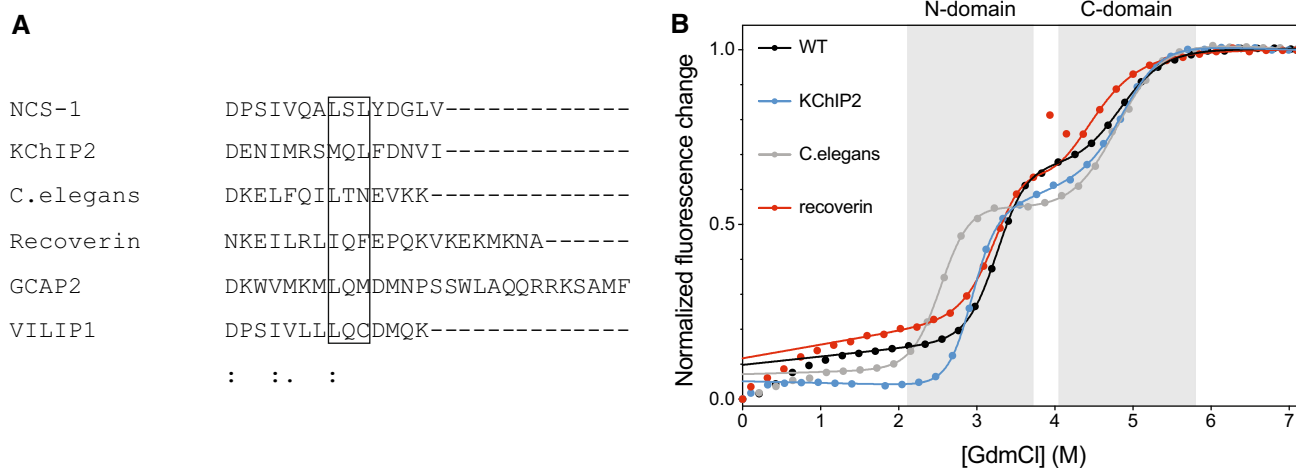 A
NCS-1 DPSIVQALSLYDGLV-------------
KChIP2 DENIMRSMQLFDNVI-------------
C.elegans DKELFQILTNEVKK--------------
Recoverin NKEILRLIQFEPQKVKEKMKNA------
GCAP2 DKWVMKMLQMDMNPSSWLAQQRRKSAMF
VILIP1 DPSIVLLLQCDMQK--------------
: :. :
B
N-domain C-domain
WT
KChIP2
C.elegans
recoverin
Normalized fluorescence change
1.0
0.5
0.0
0 1 2 3 4 5 6 7
[GdmCl] (M)